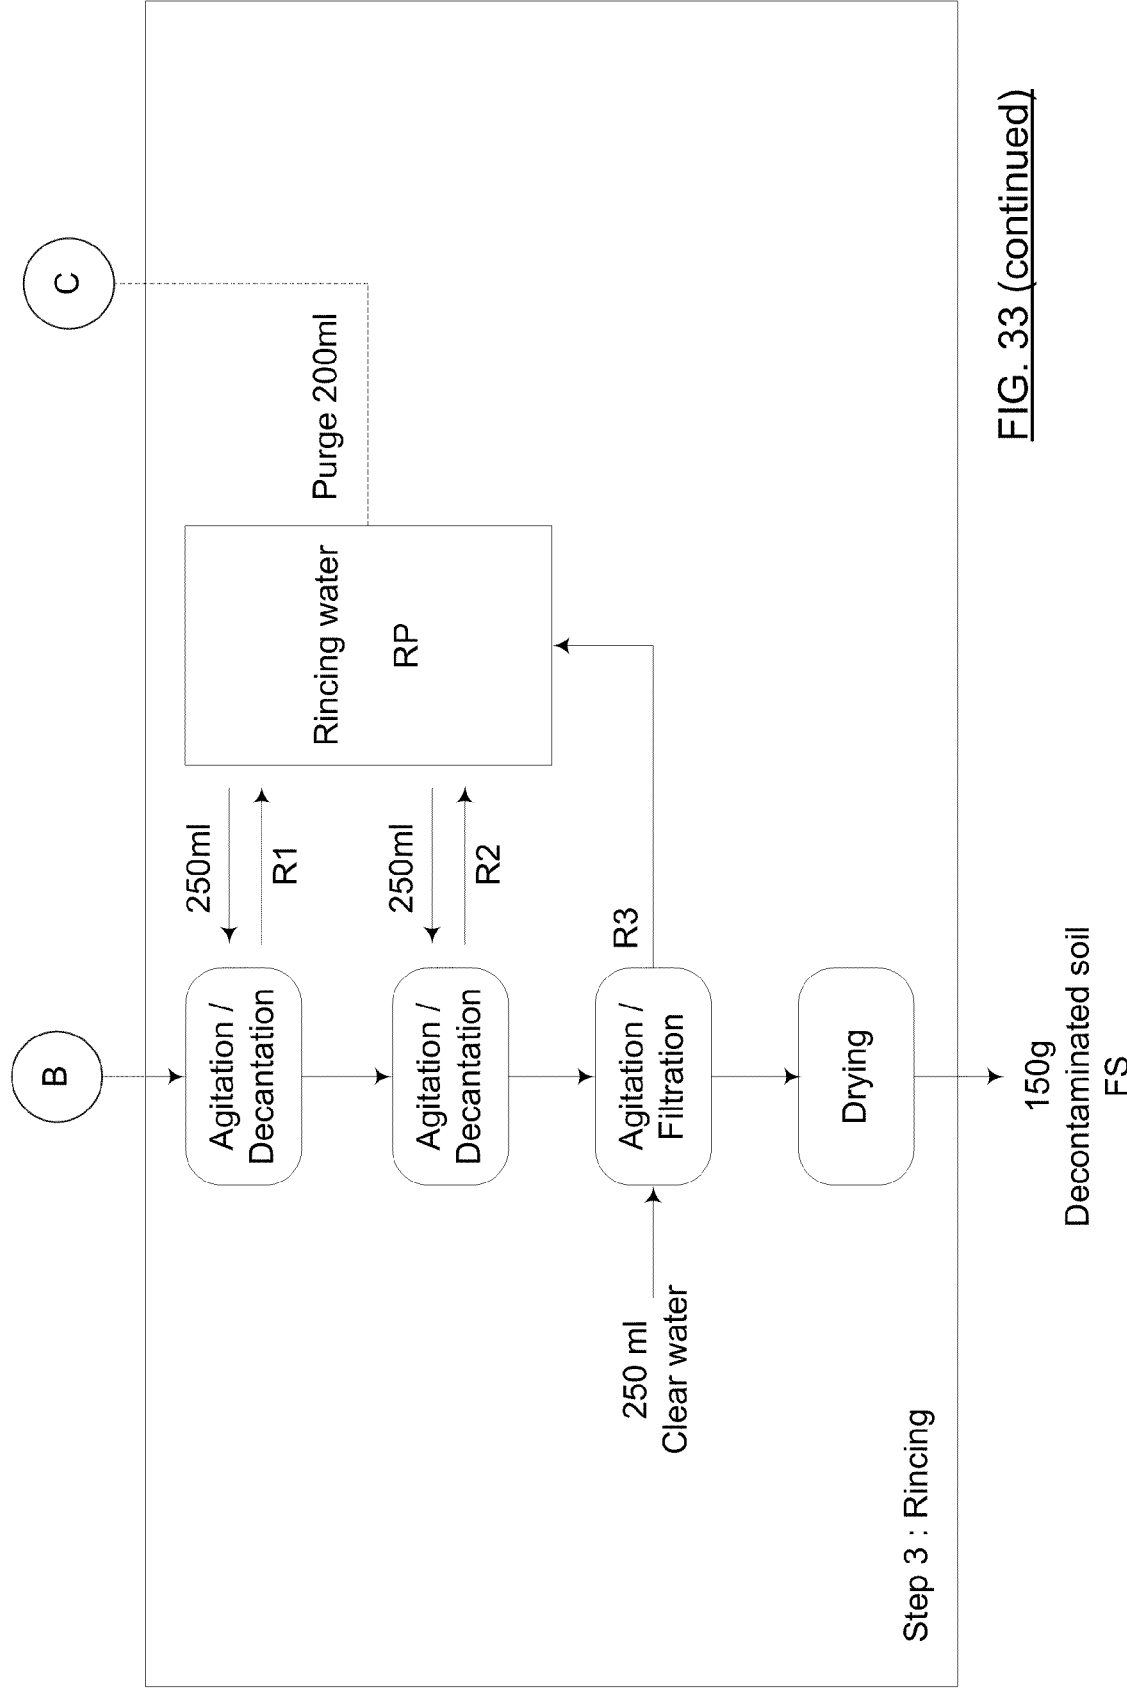 B
C
Agitation /
Decantation
250ml
R1
Rincing water
RP
Purge 200ml
Agitation /
Decantation
250ml
R2
250 ml
Clear water
Agitation /
Filtration
R3
Drying
Step 3 : Rincing
150g
Decontaminated soil
FS
FIG. 33 (continued)